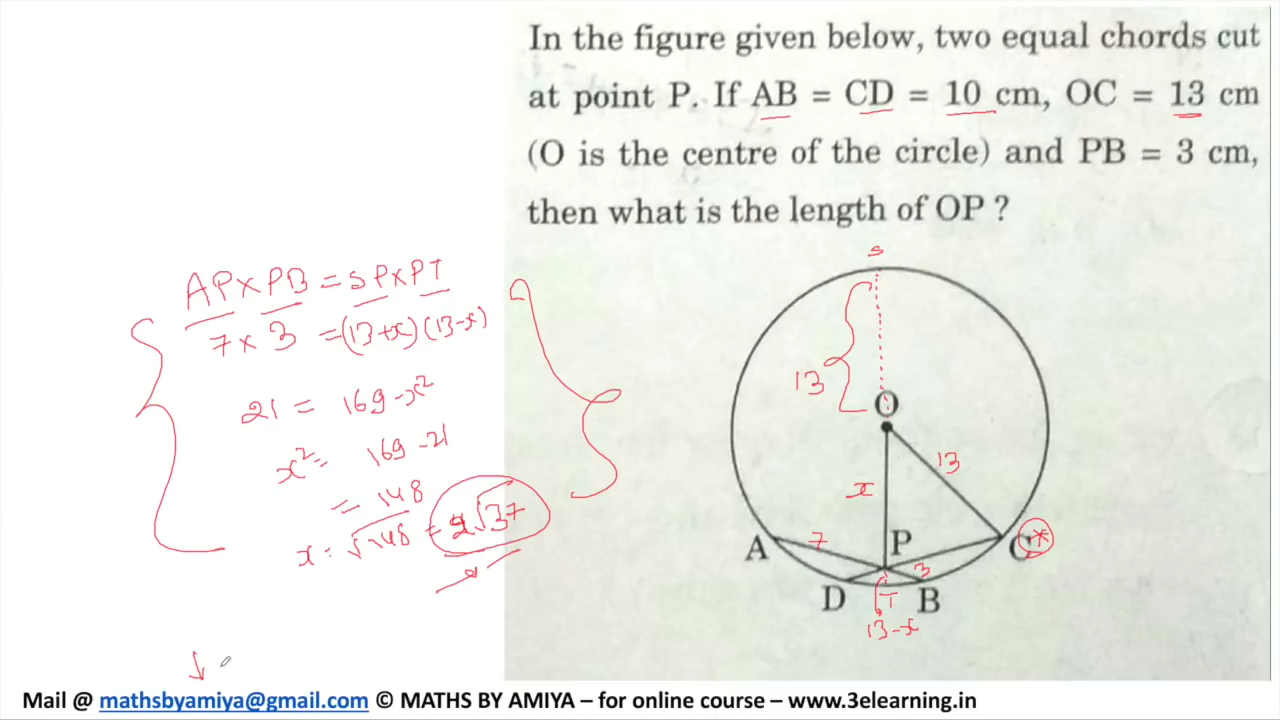 In the figure given below, two equal chords cut
at point P. If AB = CD = 10 cm, OC = 13 cm
(O is the centre of the circle) and PB = 3 cm,
then what is the length of OP ?
AP × PB = SP × PT
7 × 3 = (13+x)(13-x)
21 = 169-x²
x² = 169-21
= 148
x = √148 = 2√37
S
13
O
13
x
A
7
P
C
3
D
T
B
13-x
Mail @ mathsbyamiya@gmail.com © MATHS BY AMIYA – for online course – www.3elearning.in